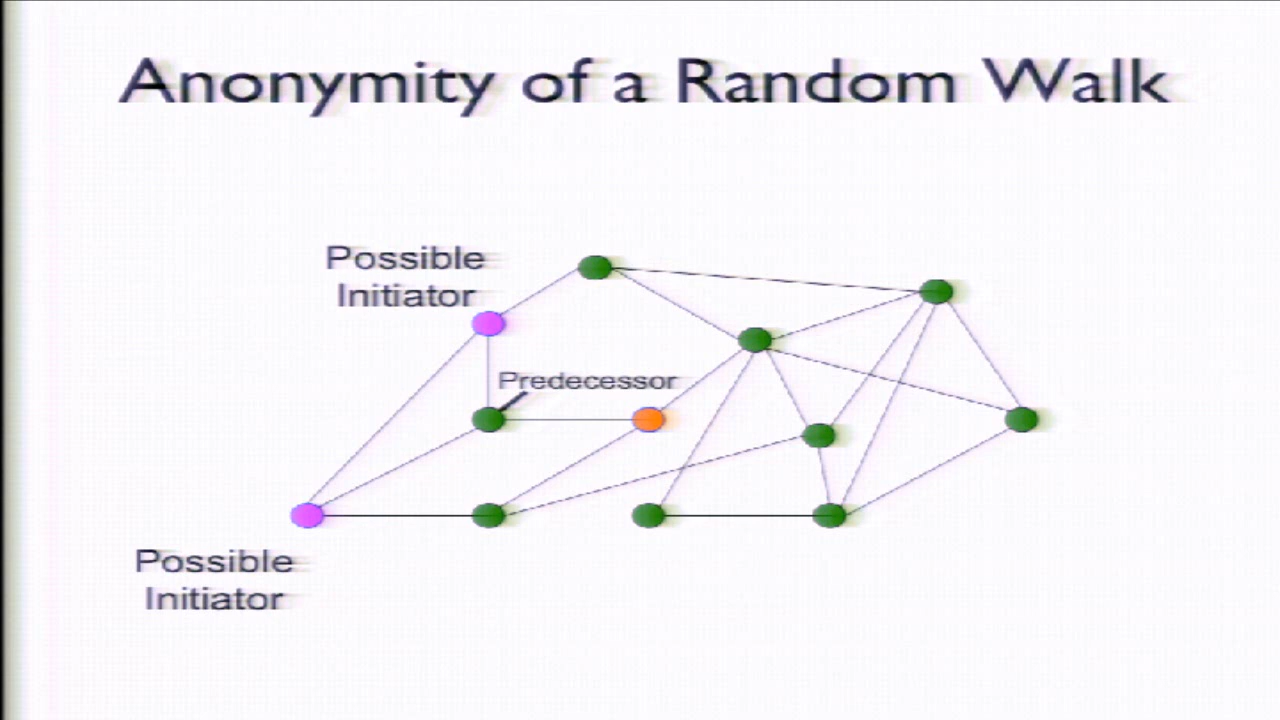 Anonymity of a Random Walk
Possible
Initiator
Predecessor
Possible
Initiator